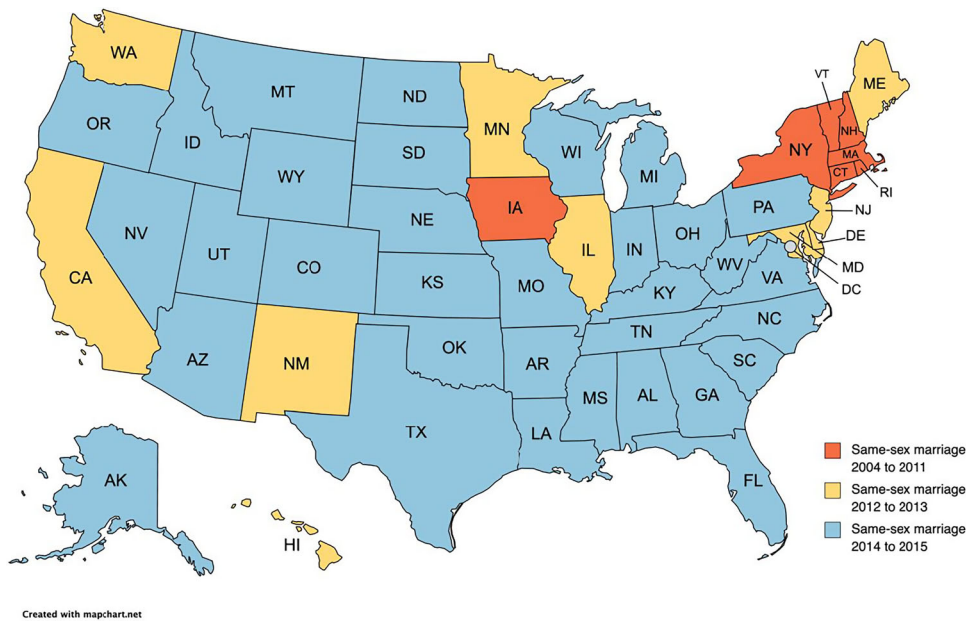 WA
MT
ND
MN
ME
VT
OR
ID
SD
WI
NY
NH
MA
CT
RI
WY
MI
IA
PA
NJ
NE
NV
UT
CO
CA
IL
IN
OH
DE
MD
DC
WV
VA
KS
MO
KY
NC
TN
AZ
NM
OK
AR
SC
MS
AL
GA
TX
LA
FL
AK
HI
Same-sex marriage
2004 to 2011
Same-sex marriage
2012 to 2013
Same-sex marriage
2014 to 2015
Created with mapchart.net